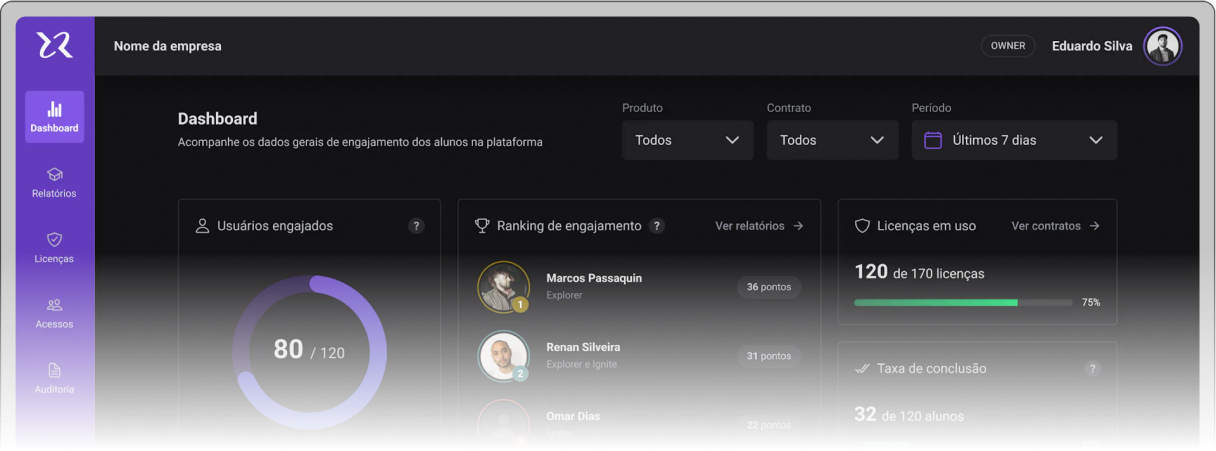 Nome da empresa
OWNER
Eduardo Silva
Dashboard
Relatórios
Licenças
Acessos
Auditoria
Dashboard
Acompanhe os dados gerais de engajamento dos alunos na plataforma
Produto
Todos
Contrato
Todos
Período
Últimos 7 dias
Usuários engajados
?
80 / 120
Ranking de engajamento ?
Ver relatórios →
Marcos Passaquin
Explorer
1
36 pontos
Renan Silveira
Explorer e Ignite
2
31 pontos
Omar Dias
22 pontos
Licenças em uso
Ver contratos →
120 de 170 licenças
75%
Taxa de conclusão
?
32 de 120 alunos